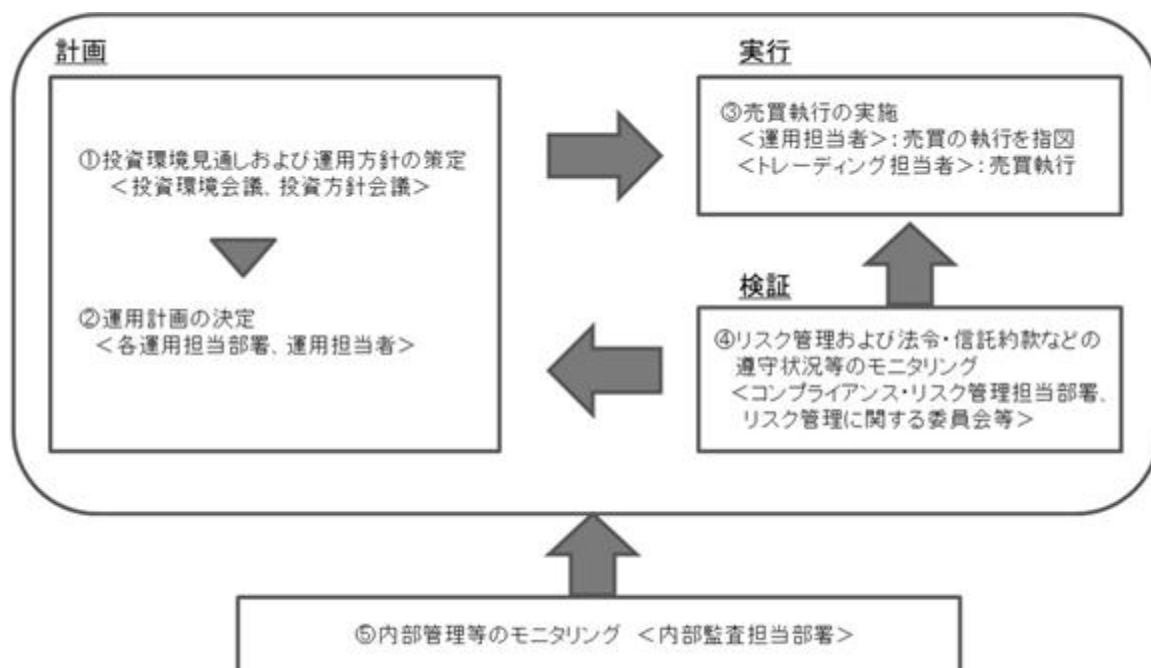 計画
①投資環境見通しおよび運用方針の策定
＜投資環境会議、投資方針会議＞
②運用計画の決定
＜各運用担当部署、運用担当者＞
実行
③売買執行の実施
＜運用担当者＞：売買の執行を指図
＜トレーディング担当者＞：売買執行
検証
④リスク管理および法令・信託約款などの
遵守状況等のモニタリング
＜コンプライアンス・リスク管理担当部署、
リスク管理に関する委員会等＞
⑤内部管理等のモニタリング ＜内部監査担当部署＞